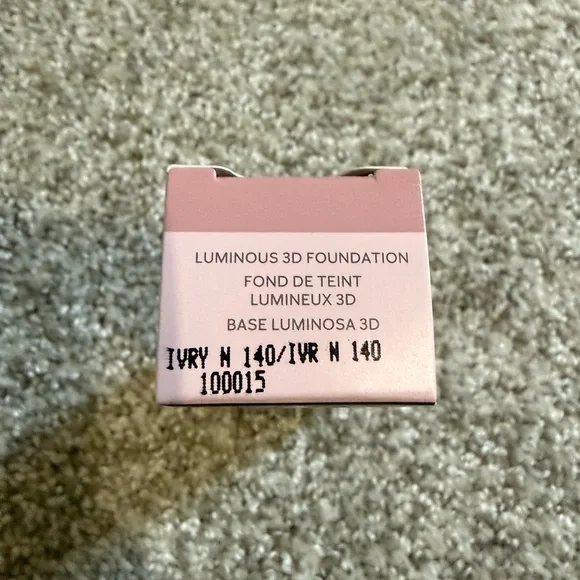 LUMINOUS 3D FOUNDATION
FOND DE TEINT
LUMINEUX 3D
BASE LUMINOSA 3D
IVRY N 140/IVR N 140
100015